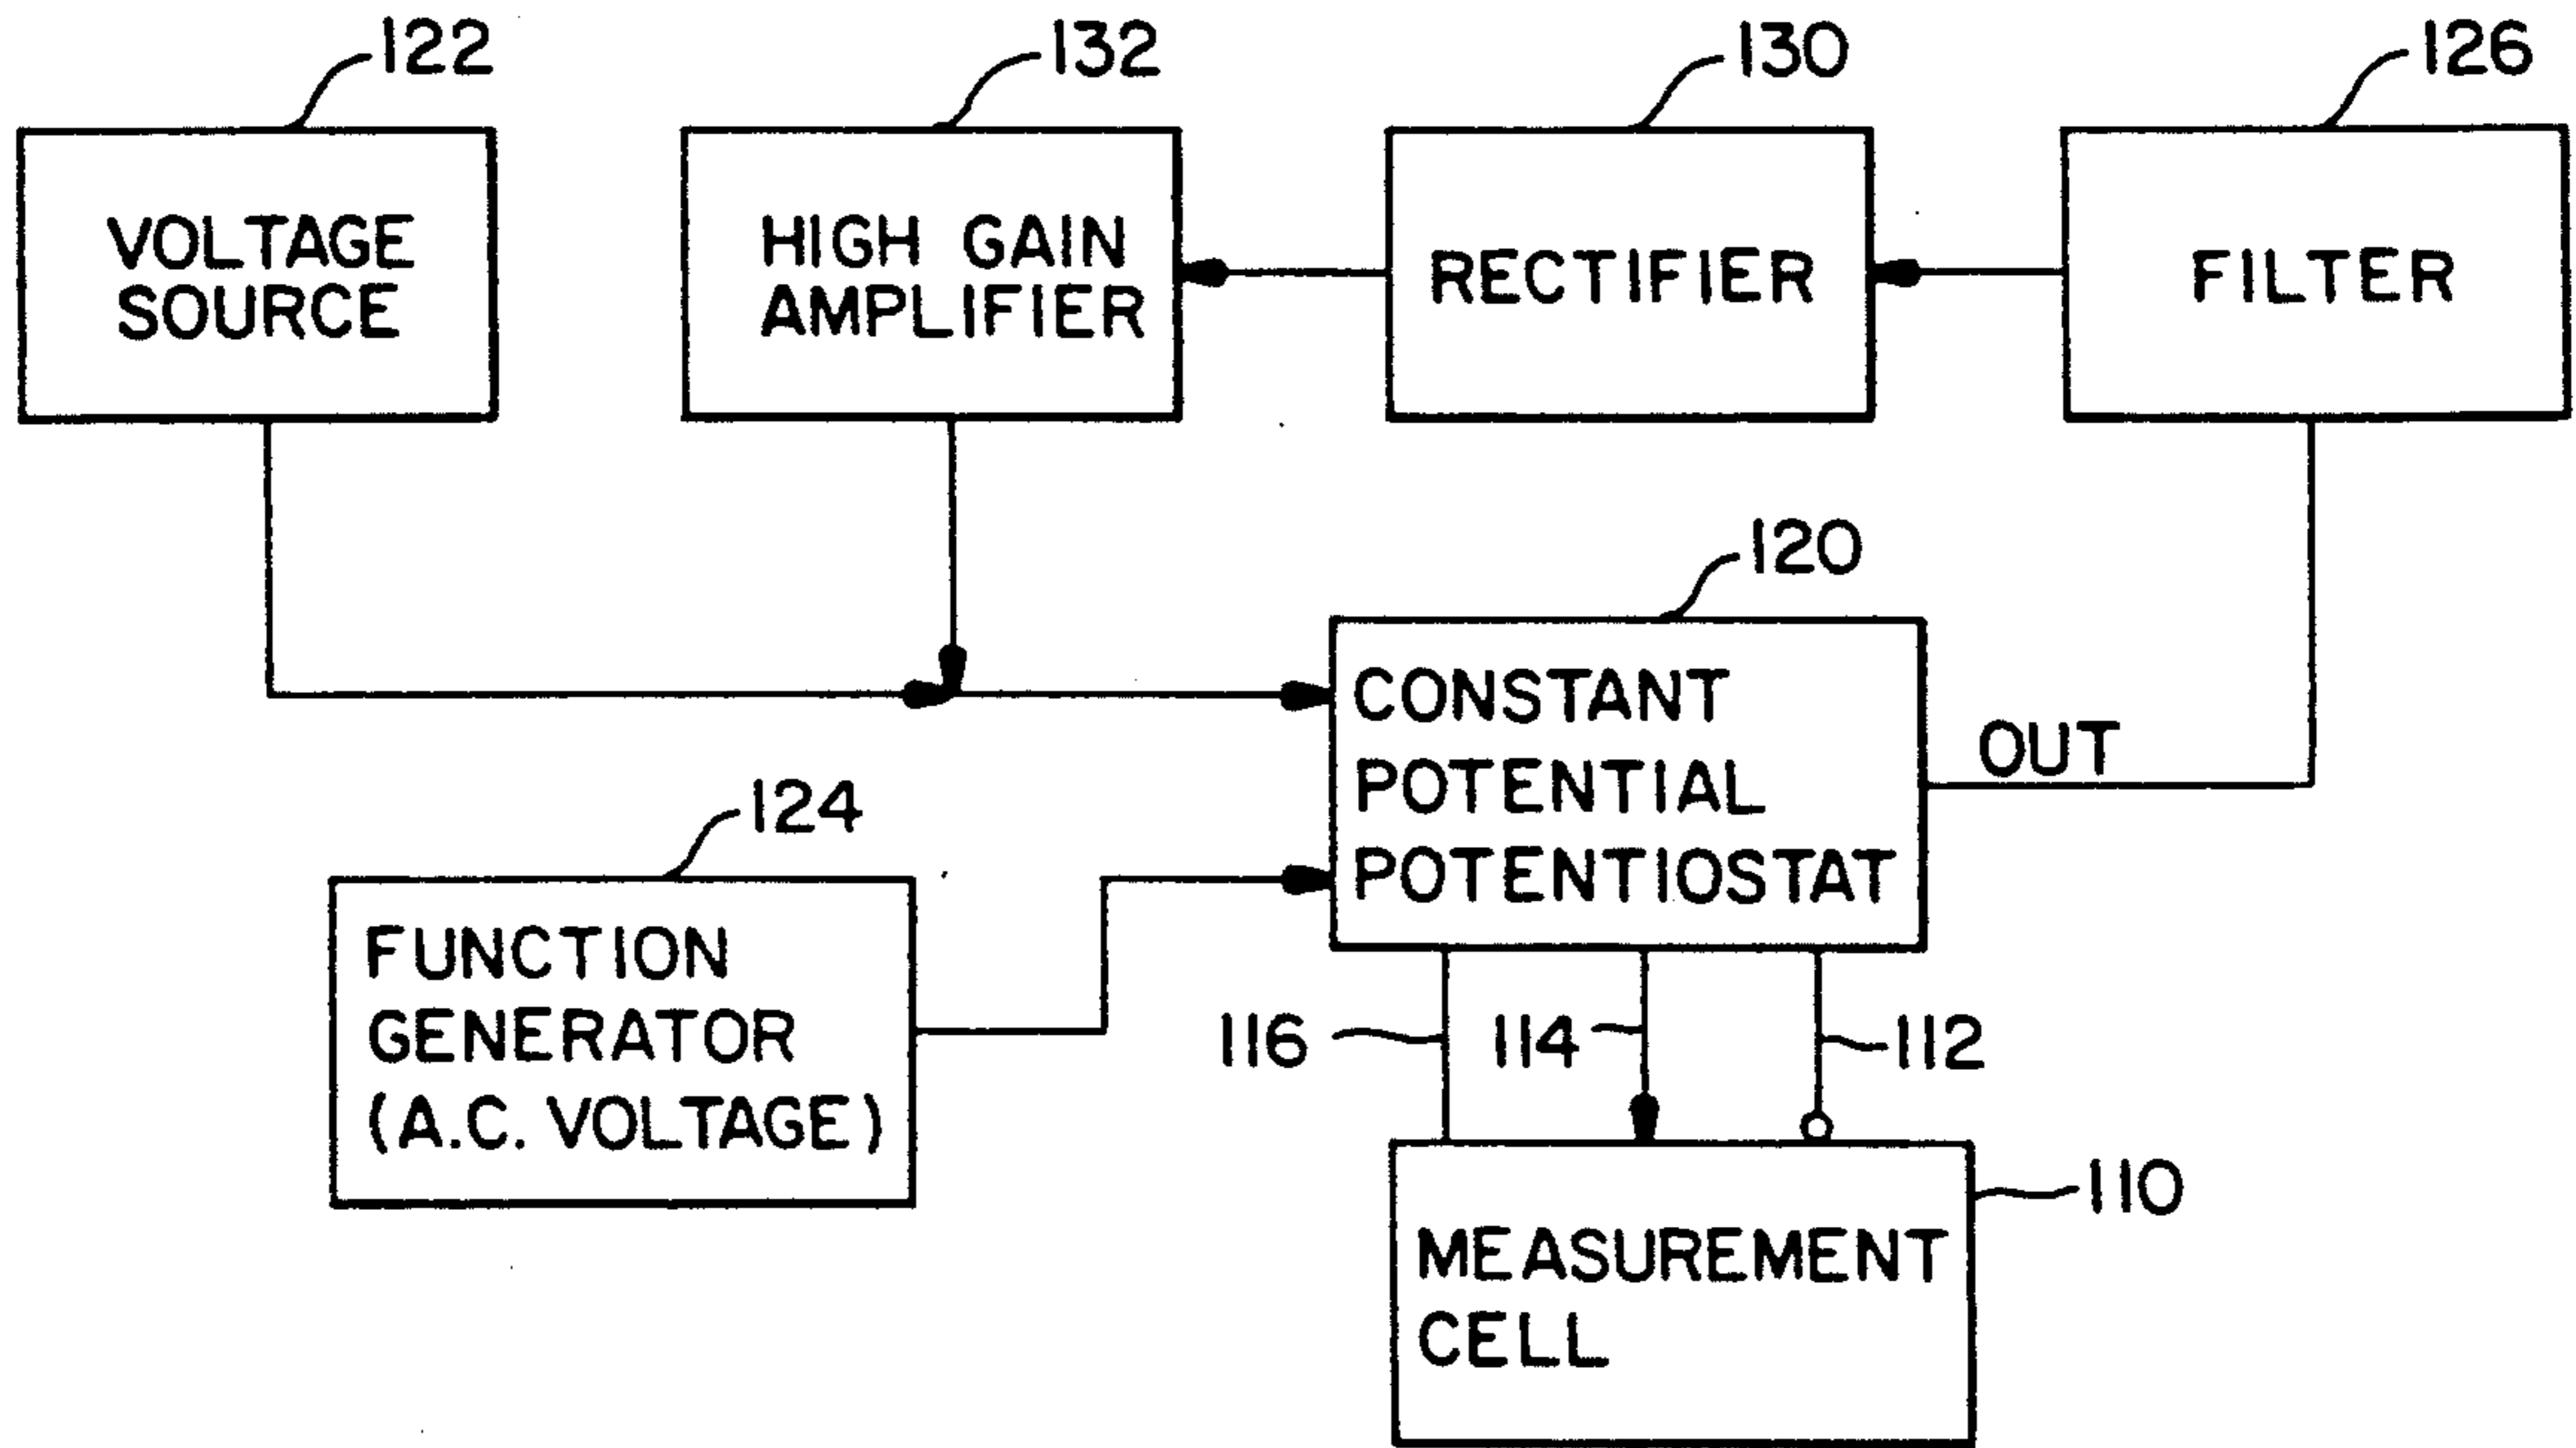 122
132
130
126
VOLTAGE
SOURCE
HIGH GAIN
AMPLIFIER
RECTIFIER
FILTER
120
CONSTANT
POTENTIAL
POTENTIOSTAT
OUT
124
FUNCTION
GENERATOR
(A.C. VOLTAGE)
116
114
112
110
MEASUREMENT
CELL